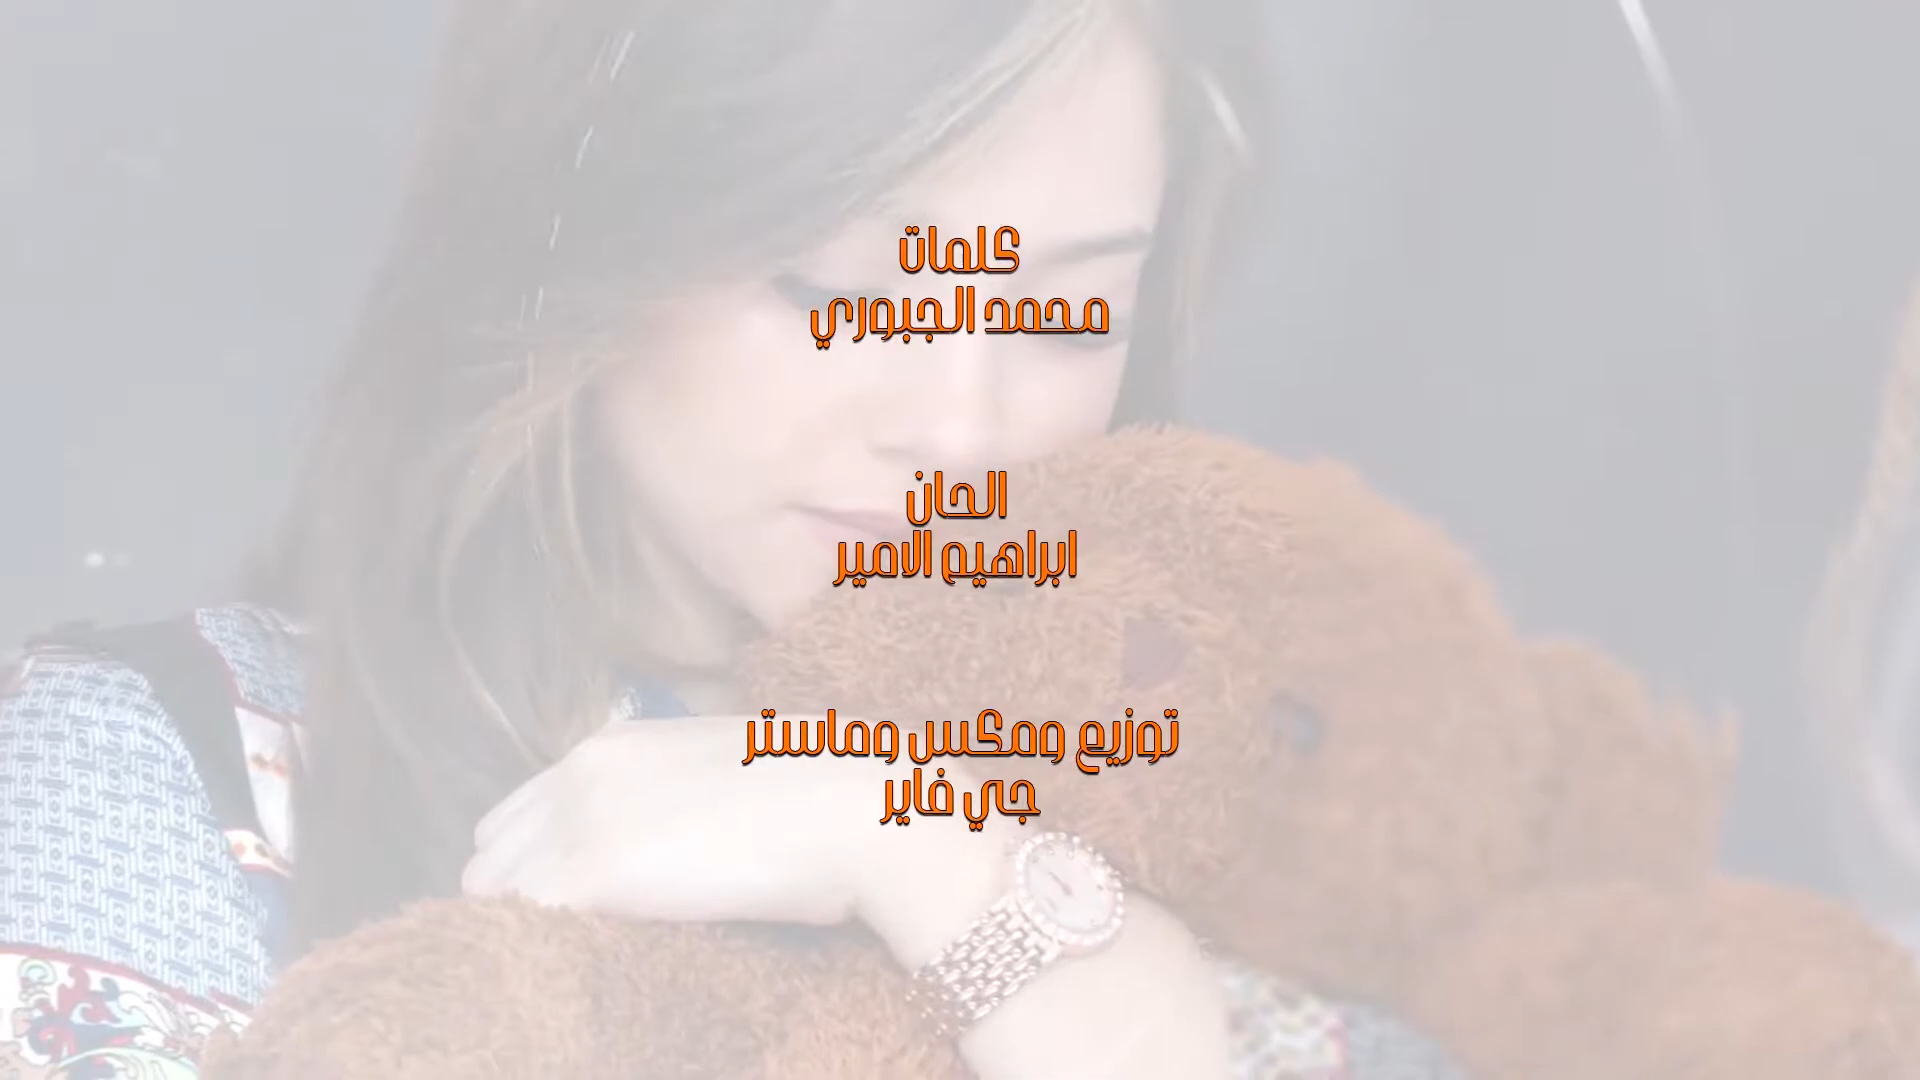 كلمات
محمد الجبوري
الحان
ابراهيم الامير
توزيع ومكس وماستر
جي فاير